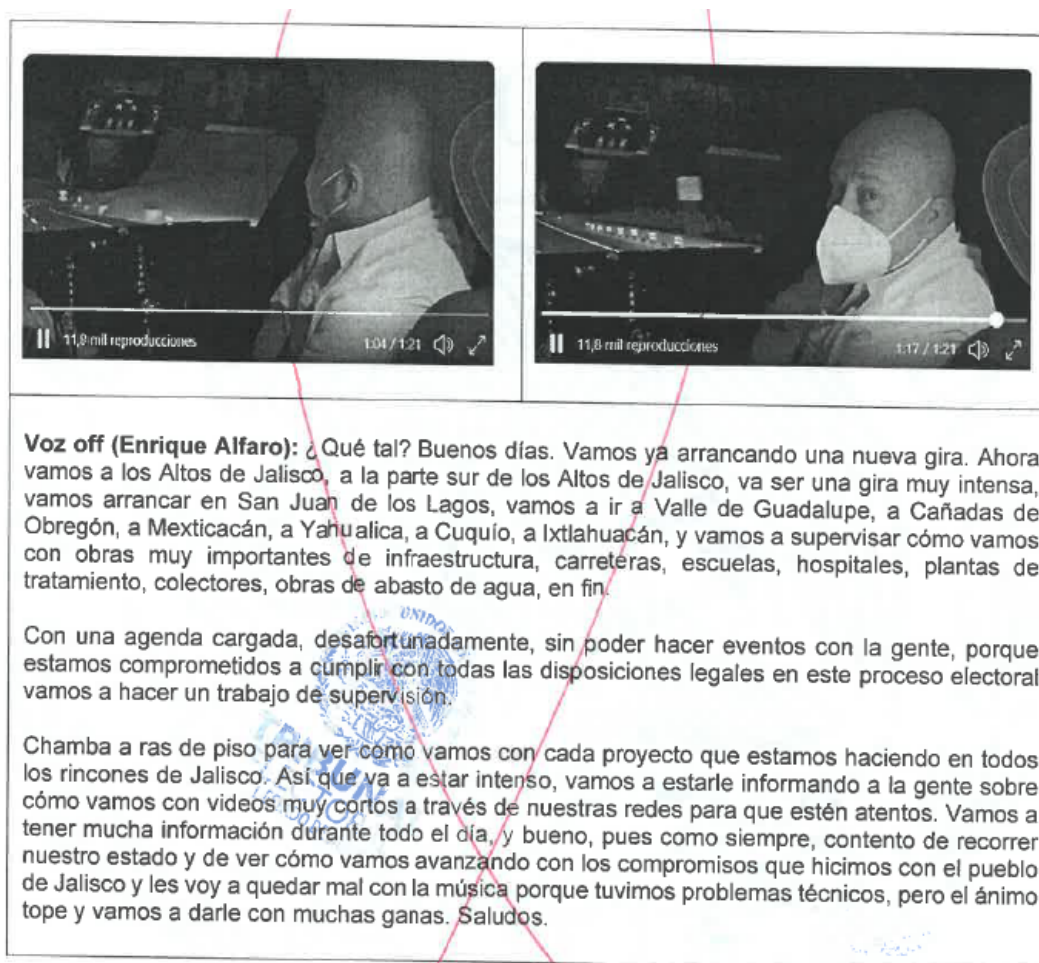 11,8 mil reproducciones
1:04 / 1:21
11,8 mil reproducciones
1:17 / 1:21
Voz off (Enrique Alfaro): ¿Qué tal? Buenos días. Vamos ya arrancando una nueva gira. Ahora
vamos a los Altos de Jalisco, a la parte sur de los Altos de Jalisco, va ser una gira muy intensa,
vamos arrancar en San Juan de los Lagos, vamos a ir a Valle de Guadalupe, a Cañadas de
Obregón, a Mexticacán, a Yahualica, a Cuquío, a Ixtlahuacán, y vamos a supervisar cómo vamos
con obras muy importantes de infraestructura, carreteras, escuelas, hospitales, plantas de
tratamiento, colectores, obras de abasto de agua, en fin.
Con una agenda cargada, desafortunadamente, sin poder hacer eventos con la gente, porque
estamos comprometidos a cumplir con todas las disposiciones legales en este proceso electoral
vamos a hacer un trabajo de supervisión.
Chamba a ras de piso para ver como vamos con cada proyecto que estamos haciendo en todos
los rincones de Jalisco. Así que va a estar intenso, vamos a estarle informando a la gente sobre
cómo vamos con videos muy cortos a través de nuestras redes para que estén atentos. Vamos a
tener mucha información durante todo el día, y bueno, pues como siempre, contento de recorrer
nuestro estado y de ver cómo vamos avanzando con los compromisos que hicimos con el pueblo
de Jalisco y les voy a quedar mal con la música porque tuvimos problemas técnicos, pero el ánimo
tope y vamos a darle con muchas ganas. Saludos.
UNIDOS